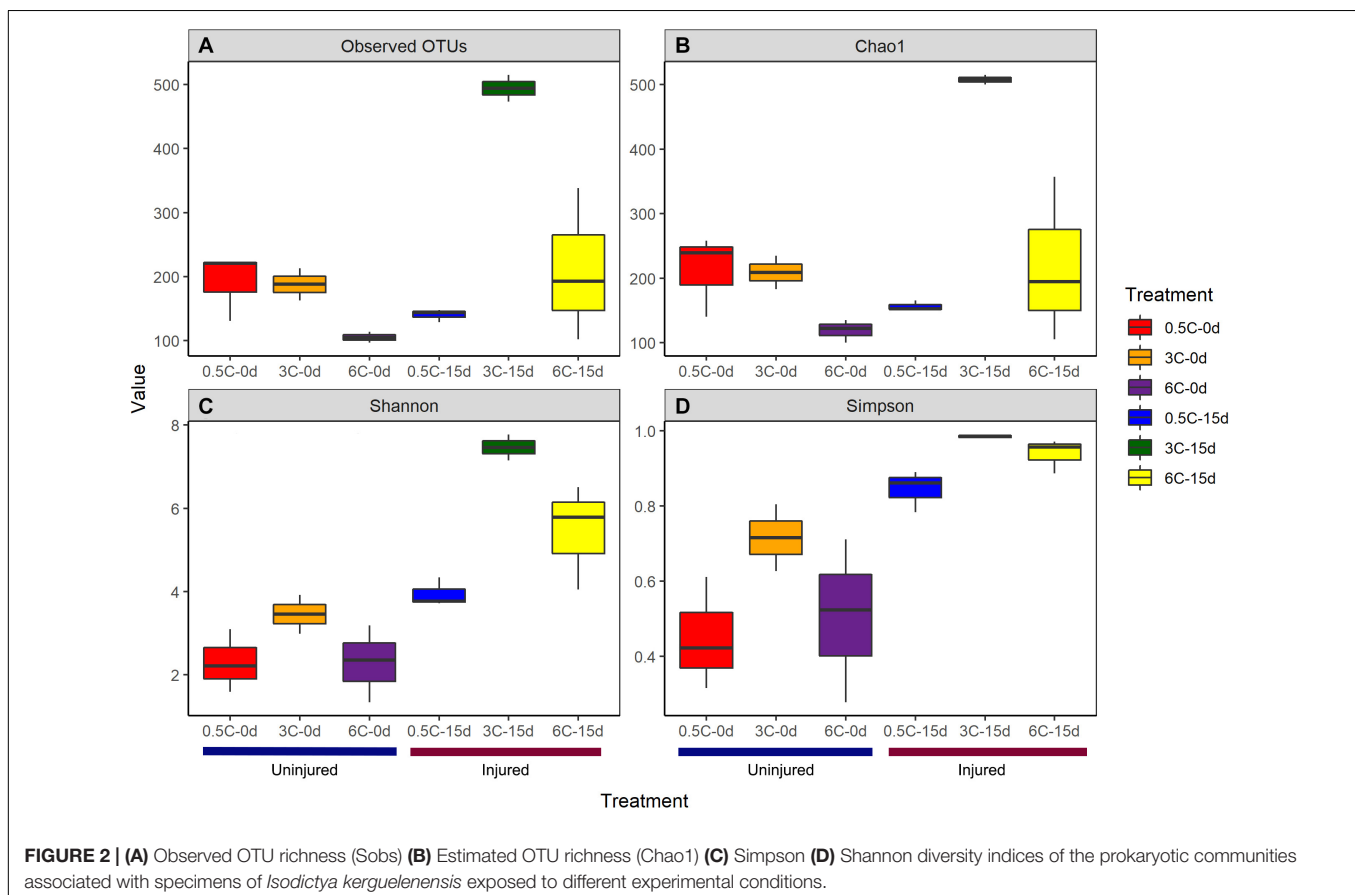 A Observed OTUs
B Chao1
500
400
300
200
100
500
400
300
200
100
0.5C-0d 3C-0d 6C-0d 0.5C-15d 3C-15d 6C-15d
0.5C-0d 3C-0d 6C-0d 0.5C-15d 3C-15d 6C-15d
Value
C Shannon
D Simpson
8
6
4
2
1.0
0.8
0.6
0.4
0.5C-0d 3C-0d 6C-0d 0.5C-15d 3C-15d 6C-15d
0.5C-0d 3C-0d 6C-0d 0.5C-15d 3C-15d 6C-15d
Uninjured Injured
Uninjured Injured
Treatment
Treatment
0.5C-0d
3C-0d
6C-0d
0.5C-15d
3C-15d
6C-15d
FIGURE 2 | (A) Observed OTU richness (Sobs) (B) Estimated OTU richness (Chao1) (C) Simpson (D) Shannon diversity indices of the prokaryotic communities
associated with specimens of Isodictya kerguelenensis exposed to different experimental conditions.